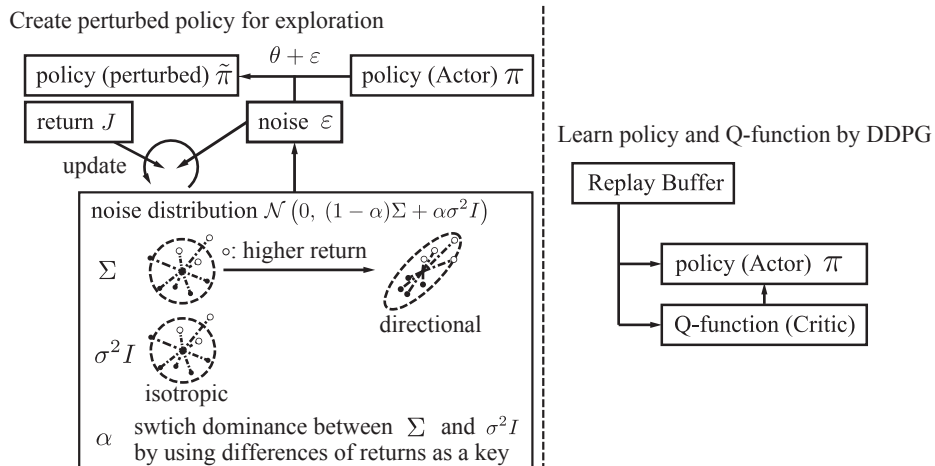 Create perturbed policy for exploration
θ + ε
policy (perturbed) π̃
policy (Actor) π
return J
noise ε
update
noise distribution 𝒩 (0, (1 − α)Σ + ασ²I)
○: higher return
Σ
directional
σ²I
isotropic
α swtich dominance between Σ and σ²I
by using differences of returns as a key
Learn policy and Q-function by DDPG
Replay Buffer
policy (Actor) π
Q-function (Critic)